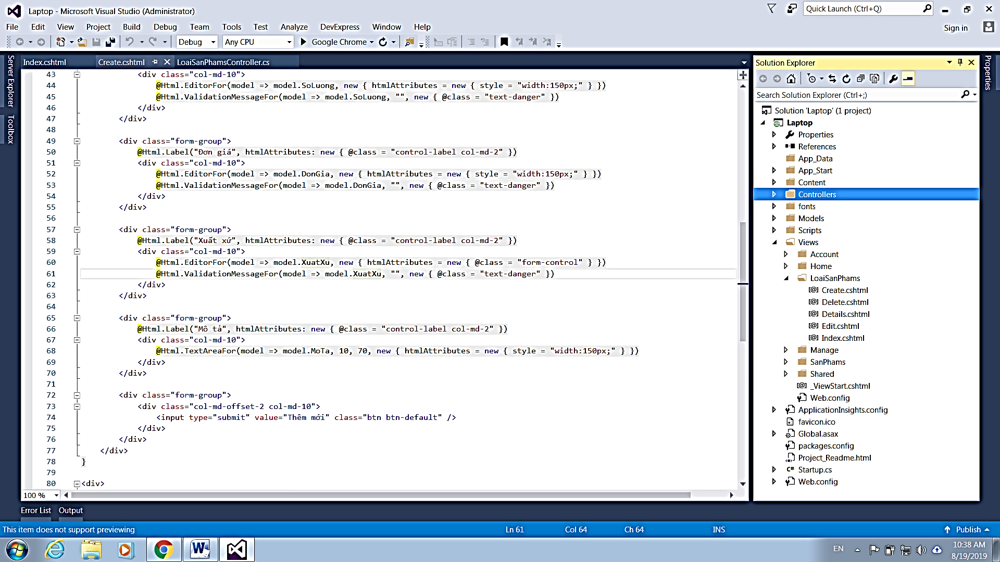 Laptop - Microsoft Visual Studio (Administrator)
Quick Launch (Ctrl+Q)
File Edit View Project Build Debug Team Tools Test Analyze DevExpress Window Help
Sign in
Debug Any CPU Google Chrome
Server Explorer
Toolbox
Index.cshtml Create.cshtml LoaiSanPhamsController.cs
43 <div class="col-md-10">
44 @Html.EditorFor(model => model.SoLuong, new { htmlAttributes = new { style = "width:150px;" } })
45 @Html.ValidationMessageFor(model => model.SoLuong, "", new { @class = "text-danger" })
46 </div>
47 </div>
48
49 <div class="form-group">
50 @Html.Label("Đơn giá", htmlAttributes: new { @class = "control-label col-md-2" })
51 <div class="col-md-10">
52 @Html.EditorFor(model => model.DonGia, new { htmlAttributes = new { style = "width:150px;" } })
53 @Html.ValidationMessageFor(model => model.DonGia, "", new { @class = "text-danger" })
54 </div>
55 </div>
56
57 <div class="form-group">
58 @Html.Label("Xuất xứ", htmlAttributes: new { @class = "control-label col-md-2" })
59 <div class="col-md-10">
60 @Html.EditorFor(model => model.XuatXu, new { htmlAttributes = new { @class = "form-control" } })
61 @Html.ValidationMessageFor(model => model.XuatXu, "", new { @class = "text-danger" })
62 </div>
63 </div>
64
65 <div class="form-group">
66 @Html.Label("Mô tả", htmlAttributes: new { @class = "control-label col-md-2" })
67 <div class="col-md-10">
68 @Html.TextAreaFor(model => model.MoTa, 10, 70, new { htmlAttributes = new { style = "width:150px;" } })
69 </div>
70 </div>
71
72 <div class="form-group">
73 <div class="col-md-offset-2 col-md-10">
74 <input type="submit" value="Thêm mới" class="btn btn-default" />
75 </div>
76 </div>
77 </div>
78 }
79
80 <div>
100 %
Solution Explorer
Search Solution Explorer (Ctrl+;)
Solution 'Laptop' (1 project)
Laptop
Properties
References
App_Data
App_Start
Content
Controllers
fonts
Models
Scripts
Views
Account
Home
LoaiSanPhams
Create.cshtml
Delete.cshtml
Details.cshtml
Edit.cshtml
Index.cshtml
Manage
SanPhams
Shared
_ViewStart.cshtml
Web.config
ApplicationInsights.config
favicon.ico
Global.asax
packages.config
Project_Readme.html
C# Startup.cs
Web.config
Properties
Error List Output
This item does not support previewing Ln 61 Col 64 Ch 64 INS Publish
EN 10:38 AM
8/19/2019